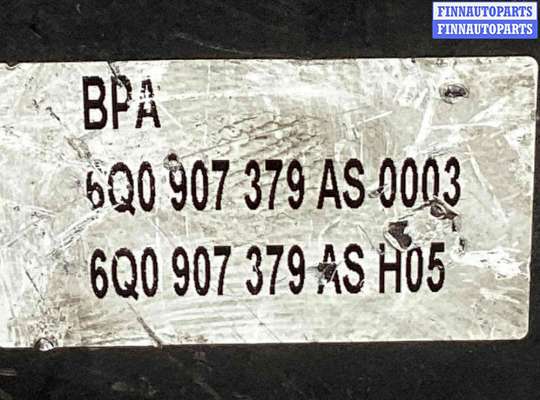 FINNAUTOPARTS
FINNAUTOPARTS
BPA
6Q0 907 379 AS 0003
6Q0 907 379 AS H05